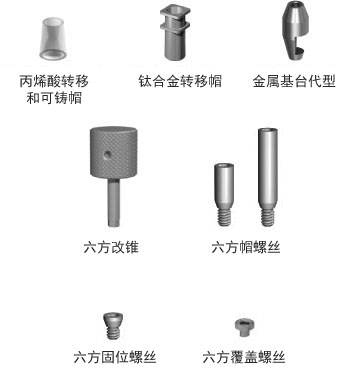 丙烯酸转移
和可铸帽
钛合金转移帽
金属基台代型
六方改锥
六方帽螺丝
六方固位螺丝
六方覆盖螺丝